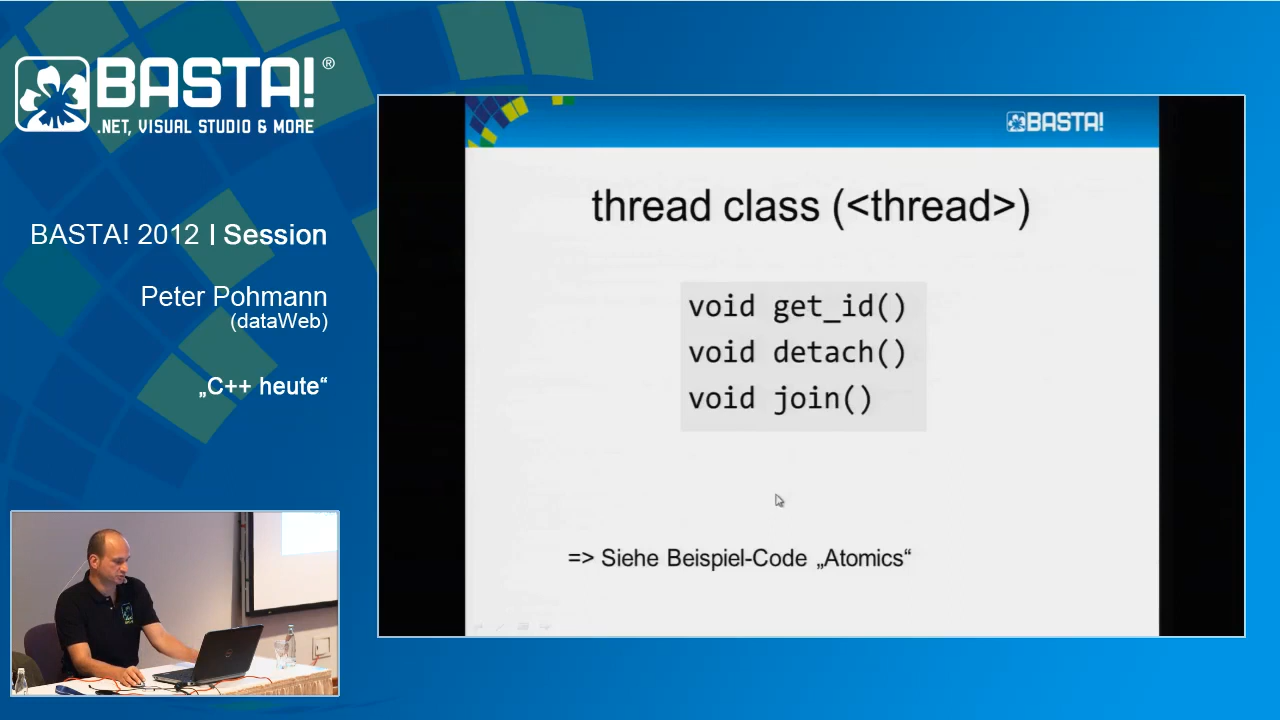 BASTA! ®
.NET, VISUAL STUDIO & MORE
BASTA! 2012 | Session
Peter Pohmann
(dataWeb)
„C++ heute“
BASTA!
thread class (<thread>)
void get_id()
void detach()
void join()
=> Siehe Beispiel-Code „Atomics“